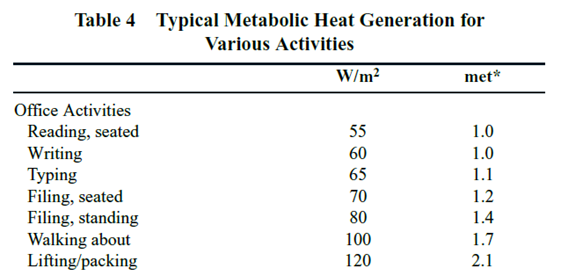 Table 4 Typical Metabolic Heat Generation for
Various Activities
W/m² met*
Office Activities
Reading, seated 55 1.0
Writing 60 1.0
Typing 65 1.1
Filing, seated 70 1.2
Filing, standing 80 1.4
Walking about 100 1.7
Lifting/packing 120 2.1